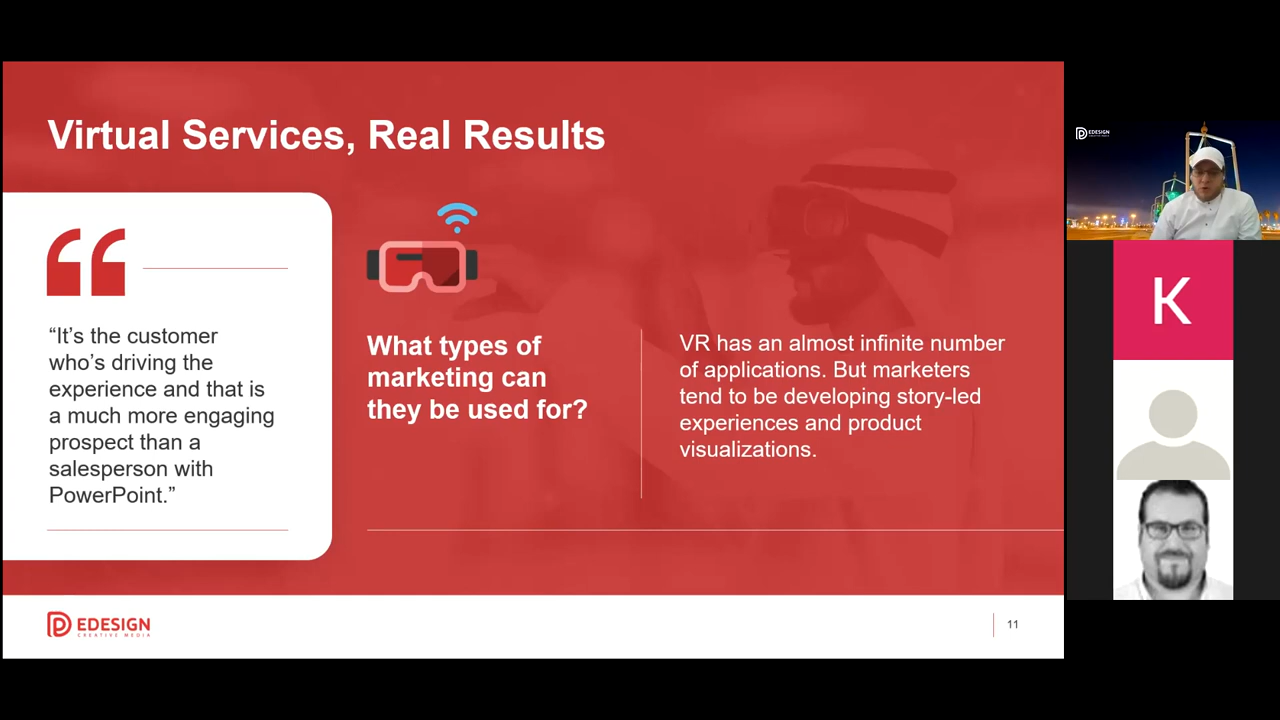 Virtual Services, Real Results
“It’s the customer
who’s driving the
experience and that is
a much more engaging
prospect than a
salesperson with
PowerPoint.”
What types of
marketing can
they be used for?
VR has an almost infinite number
of applications. But marketers
tend to be developing story-led
experiences and product
visualizations.
EDESIGN
CREATIVE MEDIA
11
EDESIGN
K